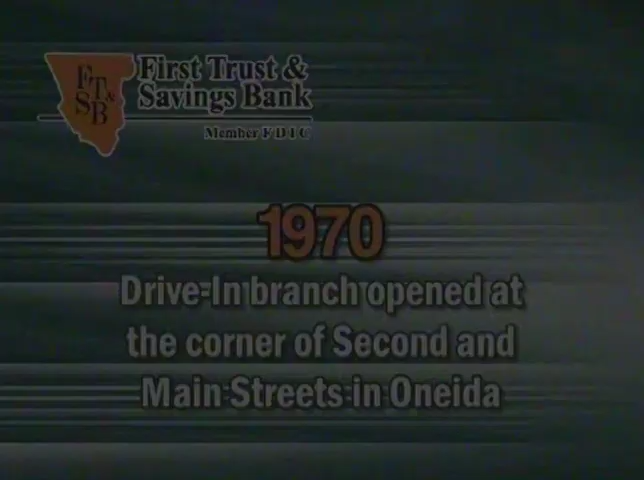 FT&
SB
First Trust &
Savings Bank
Member F D I C
1970
Drive-In branch opened at
the corner of Second and
Main Streets in Oneida